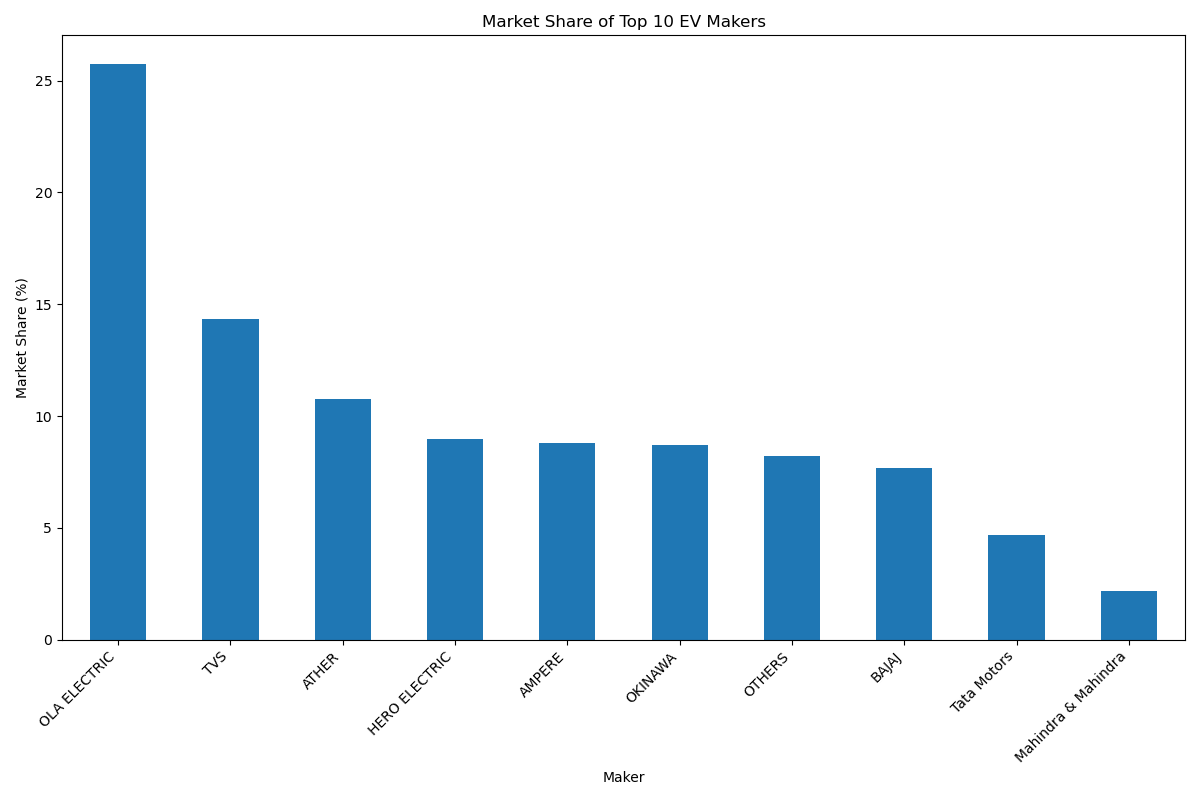 Market Share of Top 10 EV Makers
Market Share (%)
25
20
15
10
5
0
OLA ELECTRIC
TVS
ATHER
HERO ELECTRIC
AMPERE
OKINAWA
OTHERS
BAJAJ
Tata Motors
Mahindra & Mahindra
Maker